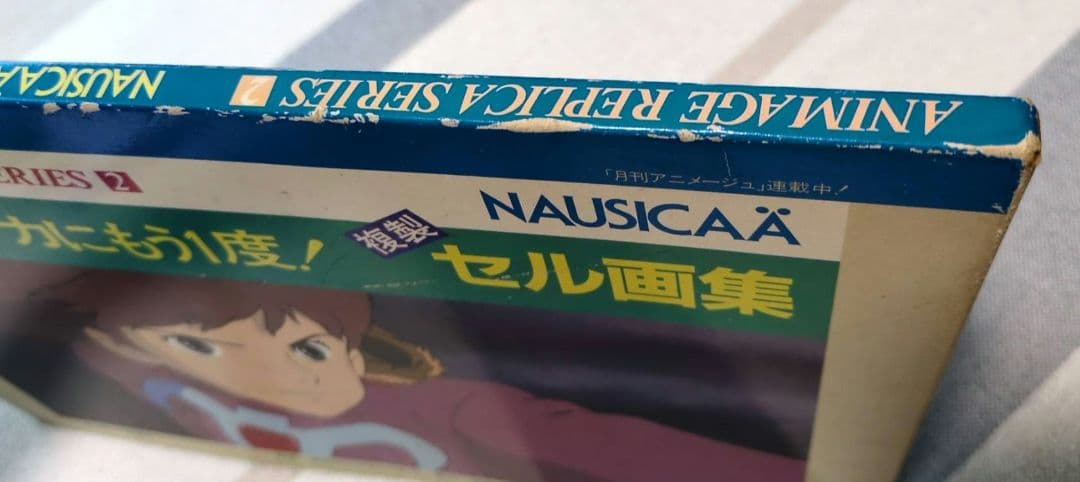 ANIMAGE REPLICA SERIES 2 NAUSICAÄ
「月刊アニメージュ」連載中!
ERIES 2
NAUSICAÄ
カにもう1度!
複製 セル画集